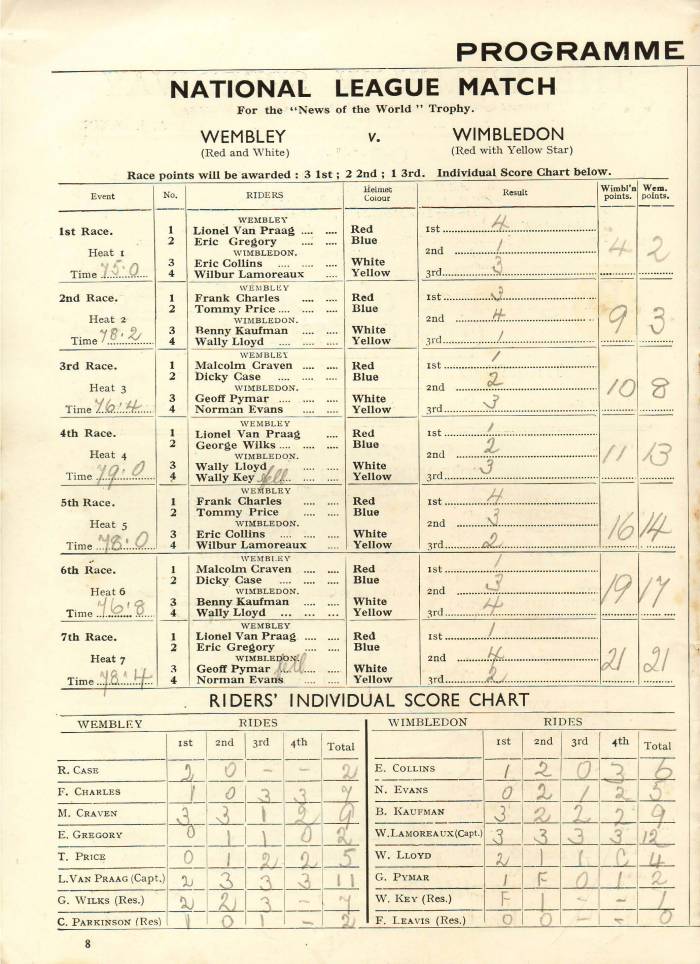 PROGRAMME
NATIONAL LEAGUE MATCH
For the "News of the World" Trophy.
WEMBLEY v. WIMBLEDON
(Red and White) (Red with Yellow Star)
Race points will be awarded : 3 1st ; 2 2nd ; 1 3rd. Individual Score Chart below.
Event No. RIDERS Helmet Colour Result Wimbl'n points. Wem. points.
WEMBLEY
1st Race. 1 Lionel Van Praag .... .... Red 1st 4
2 Eric Gregory .... .... Blue
Heat 1 WIMBLEDON. 2nd 1 4 2
3 Eric Collins .... .... .... White
Time 75.0 4 Wilbur Lamoreaux .... Yellow 3rd 3
WEMBLEY
2nd Race. 1 Frank Charles .... .... Red 1st 3
2 Tommy Price .... .... .... Blue
Heat 2 WIMBLEDON. 2nd 4 9 3
3 Benny Kaufman .... .... White
Time 78.2 4 Wally Lloyd .... .... .... Yellow 3rd 1
WEMBLEY
3rd Race. 1 Malcolm Craven .... .... Red 1st 1
2 Dicky Case .... .... .... Blue
Heat 3 WIMBLEDON. 2nd 2 10 8
3 Geoff Pymar .... .... .... White
Time 76.4 4 Norman Evans .... .... Yellow 3rd 3
WEMBLEY
4th Race. 1 Lionel Van Praag .... Red 1st 1
2 George Wilks .... .... .... Blue
Heat 4 WIMBLEDON. 2nd 2 11 13
3 Wally Lloyd .... .... White
Time 79.0 4 Wally Key fell .... .... Yellow 3rd 3
WEMBLEY
5th Race. 1 Frank Charles .... .... Red 1st 4
2 Tommy Price .... .... Blue
Heat 5 WIMBLEDON. 2nd 3 16 14
3 Eric Collins .... .... .... White
Time 78.0 4 Wilbur Lamoreaux .... Yellow 3rd 2
WEMBLEY
6th Race. 1 Malcolm Craven .... .... Red 1st 1
2 Dicky Case .... .... .... Blue
Heat 6 WIMBLEDON. 2nd 3 19 17
3 Benny Kaufman .... .... White
Time 76.8 4 Wally Lloyd .... .... .... Yellow 3rd 4
WEMBLEY
7th Race. 1 Lionel Van Praag .... .... Red 1st 1
2 Eric Gregory .... .... Blue
Heat 7 WIMBLEDON. 2nd 4 21 21
3 Geoff Pymar .... .... White
Time 78.4 4 Norman Evans .... .... Yellow 3rd 2
RIDERS' INDIVIDUAL SCORE CHART
WEMBLEY RIDES WIMBLEDON RIDES
1st 2nd 3rd 4th Total 1st 2nd 3rd 4th Total
R. CASE 2 0 - - 2 E. COLLINS 1 2 0 3 6
F. CHARLES 1 0 3 3 7 N. EVANS 0 2 1 2 5
M. CRAVEN 3 3 1 2 9 B. KAUFMAN 3 2 2 2 9
E. GREGORY 0 1 1 0 2 W. LAMOREAUX (Capt.) 3 3 3 3 12
T. PRICE 0 1 2 2 5 W. LLOYD 2 1 1 0 4
L. VAN PRAAG (Capt.) 2 3 3 3 11 G. PYMAR 1 F 0 1 2
G. WILKS (Res.) 2 2 3 - 7 W. KEY (Res.) F 1 - - 1
C. PARKINSON (Res) 1 0 1 - 2 F. LEAVIS (Res.) 0 0 - - 0
8